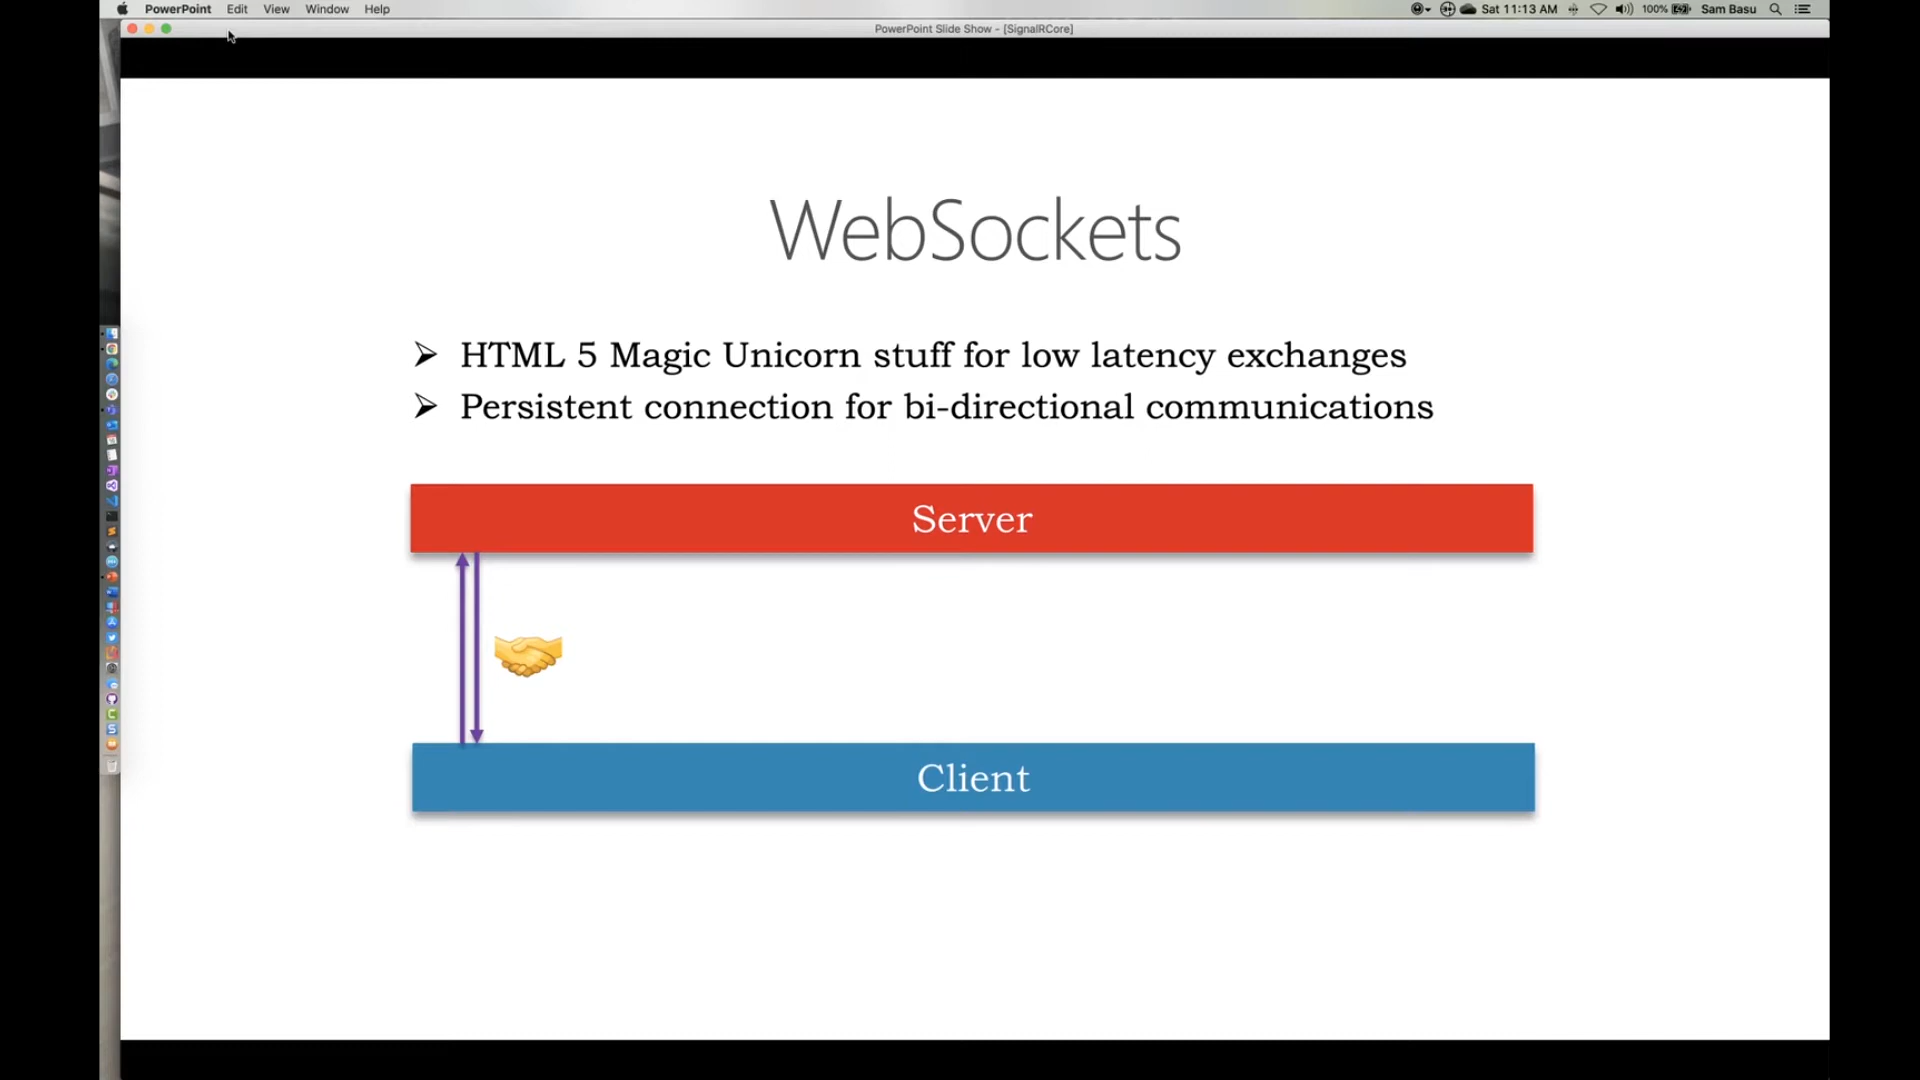 PowerPoint Edit View Window Help
Sat 11:13 AM 100% Sam Basu
PowerPoint Slide Show - [SignalRCore]
WebSockets
➢ HTML 5 Magic Unicorn stuff for low latency exchanges
➢ Persistent connection for bi-directional communications
Server
Client